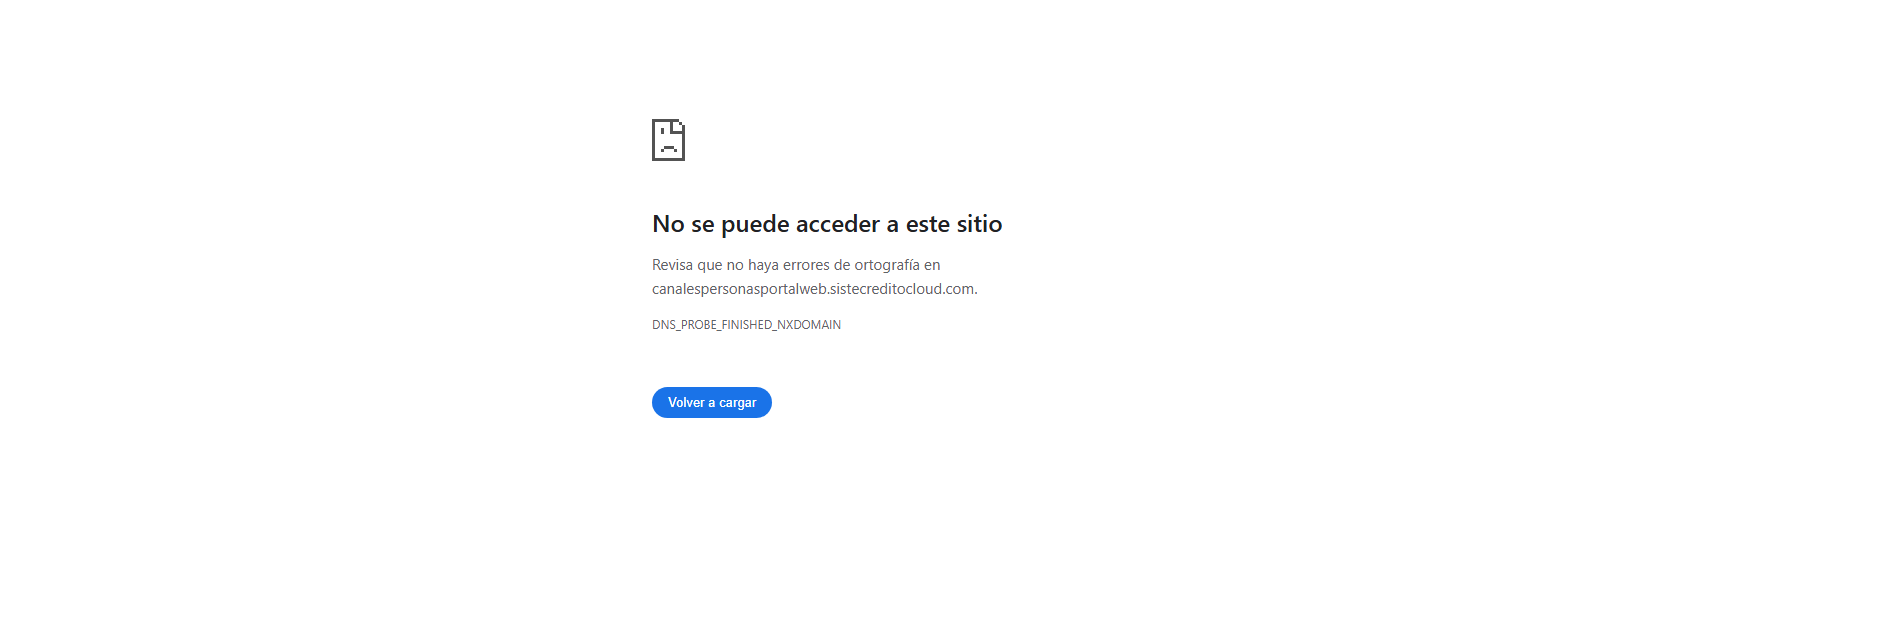 No se puede acceder a este sitio
Revisa que no haya errores de ortografía en
canalespersonasportalweb.sistecreditocloud.com.
DNS_PROBE_FINISHED_NXDOMAIN
Volver a cargar